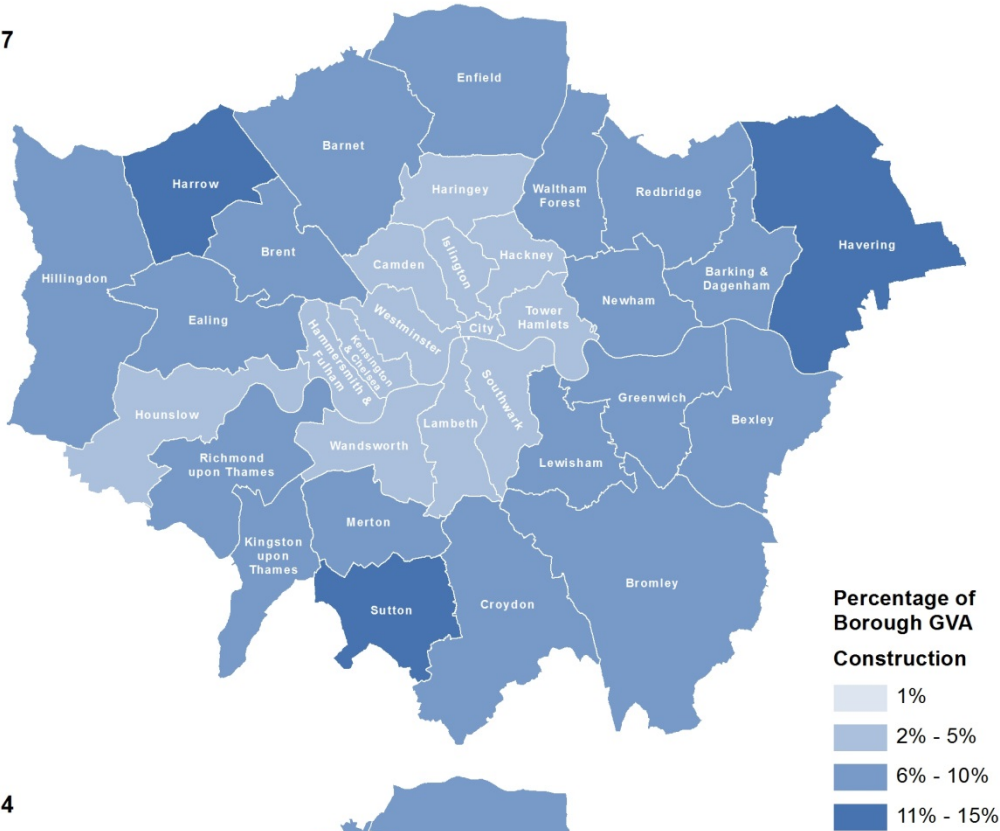 7
Enfield
Barnet
Harrow
Haringey
Waltham
Forest
Redbridge
Havering
Brent
Camden
Islington
Hackney
Hillingdon
Barking &
Dagenham
Newham
Ealing
Westminster
City
Tower
Hamlets
Kensington
& Chelsea
Hammersmith &
Fulham
Hounslow
Southwark
Greenwich
Bexley
Lambeth
Wandsworth
Richmond
upon Thames
Lewisham
Merton
Kingston
upon
Thames
Bromley
Sutton
Croydon
Percentage of
Borough GVA
Construction
1%
2% - 5%
6% - 10%
11% - 15%
4